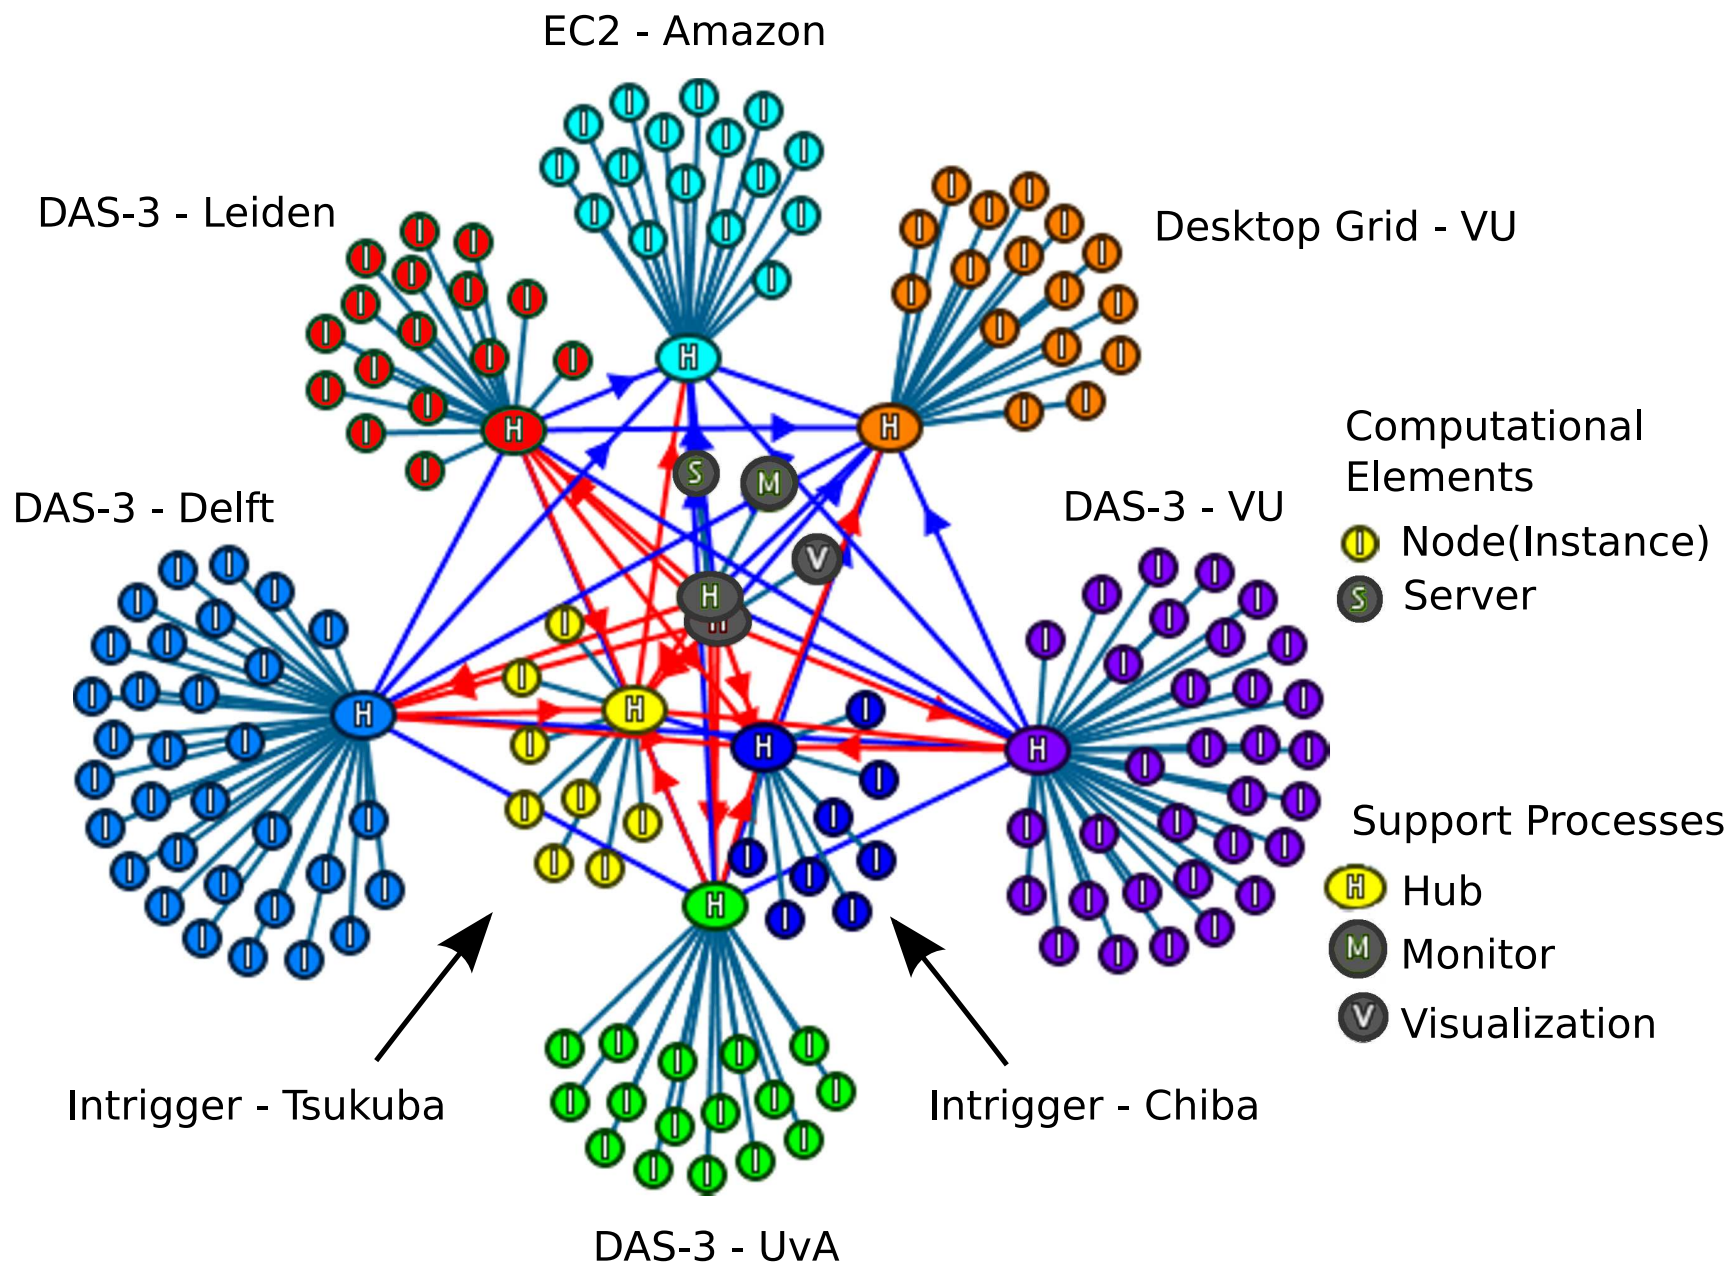 EC2 - Amazon
DAS-3 - Leiden
Desktop Grid - VU
DAS-3 - Delft
DAS-3 - VU
Computational
Elements
I Node(Instance)
S Server
H
H
H
S
M
V
H
H
H
H
H
H
H
Support Processes
H Hub
M Monitor
V Visualization
Intrigger - Tsukuba
Intrigger - Chiba
DAS-3 - UvA